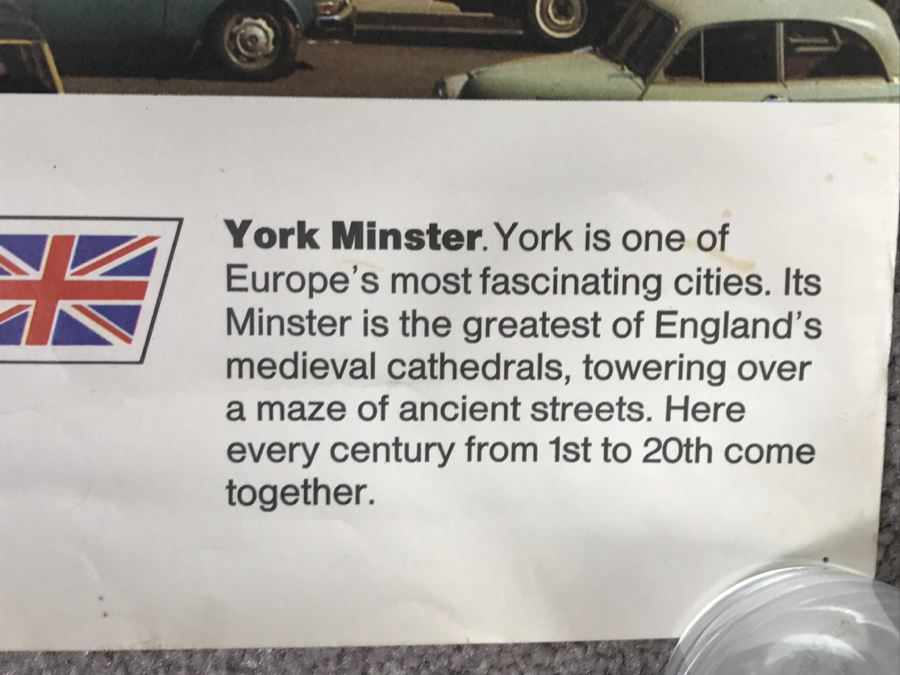 York Minster. York is one of
Europe's most fascinating cities. Its
Minster is the greatest of England's
medieval cathedrals, towering over
a maze of ancient streets. Here
every century from 1st to 20th come
together.